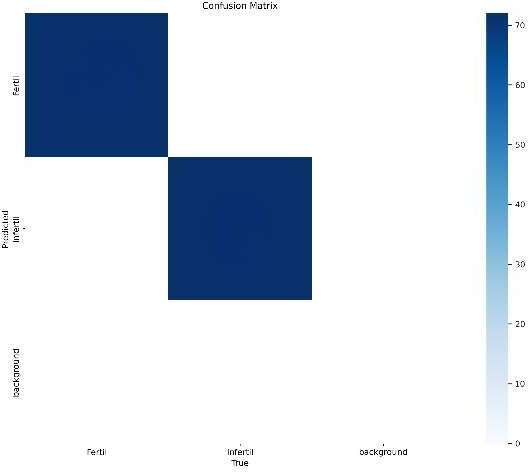 Confusion Matrix
Fertil
Infertil
background
Predicted
Fertil
Infertil
background
True
70
60
50
40
30
20
10
0